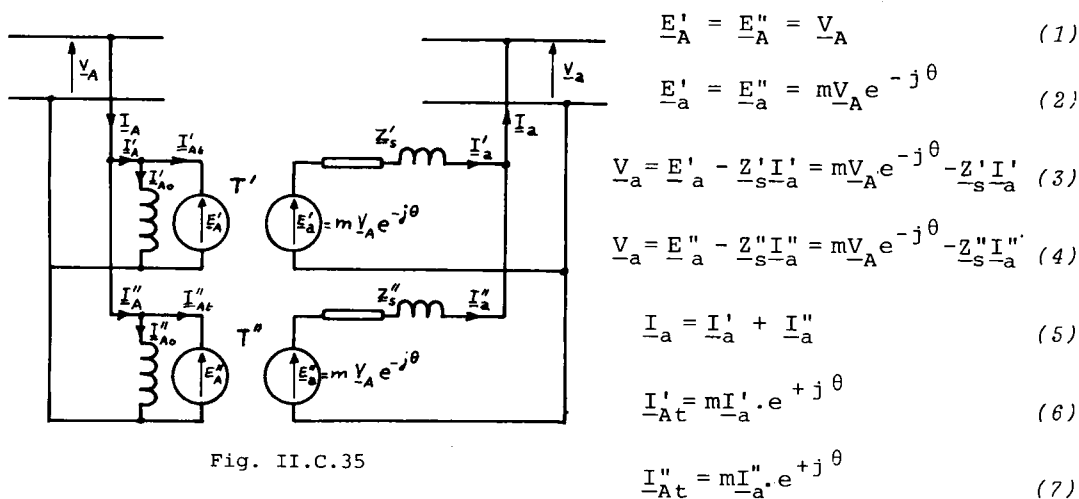 V_A
V_a
I_A
I'_A
I'_At
I'_Ao
T'
E'_A
Z'_s
I'_a
I_a
E'_a = m V_A e^{-jθ}
I"_A
I"_At
I"_Ao
T"
E"_A
Z"_s
I"_a
E"_a = m V_A e^{-jθ}
Fig. II.C.35
E'_A = E"_A = V_A (1)
E'_a = E"_a = mV_A e^{-jθ} (2)
V_a = E'_a - Z'_s I'_a = mV_A e^{-jθ} - Z'_s I'_a (3)
V_a = E"_a - Z"_s I"_a = mV_A e^{-jθ} - Z"_s I"_a (4)
I_a = I'_a + I"_a (5)
I'_At = mI'_a . e^{+jθ} (6)
I"_At = mI"_a . e^{+jθ} (7)